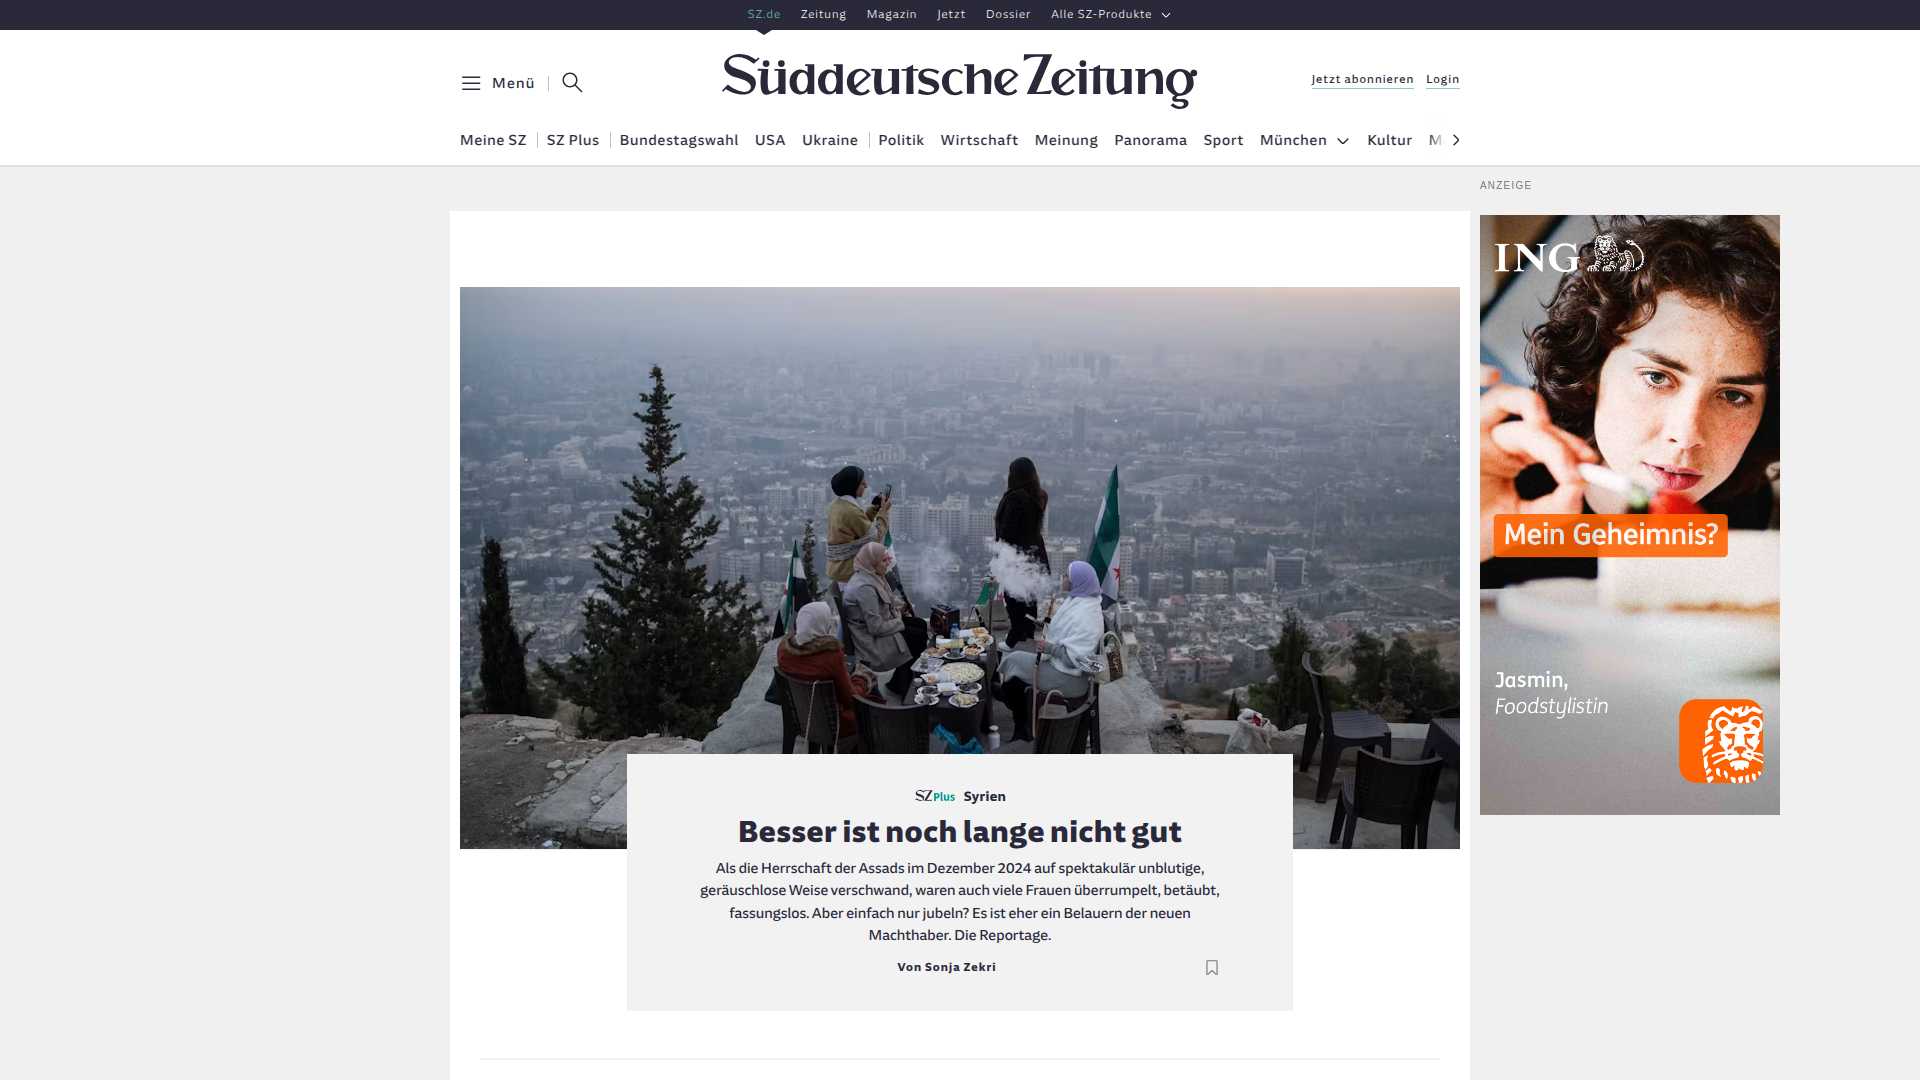 SZ.de Zeitung Magazin Jetzt Dossier Alle SZ-Produkte
Menü
Süddeutsche Zeitung
Jetzt abonnieren Login
Meine SZ SZ Plus Bundestagswahl USA Ukraine Politik Wirtschaft Meinung Panorama Sport München Kultur M
ANZEIGE
ING
Mein Geheimnis?
Jasmin,
Foodstylistin
SZ Plus Syrien
Besser ist noch lange nicht gut
Als die Herrschaft der Assads im Dezember 2024 auf spektakulär unblutige,
geräuschlose Weise verschwand, waren auch viele Frauen überrumpelt, betäubt,
fassungslos. Aber einfach nur jubeln? Es ist eher ein Belauern der neuen
Machthaber. Die Reportage.
Von Sonja Zekri